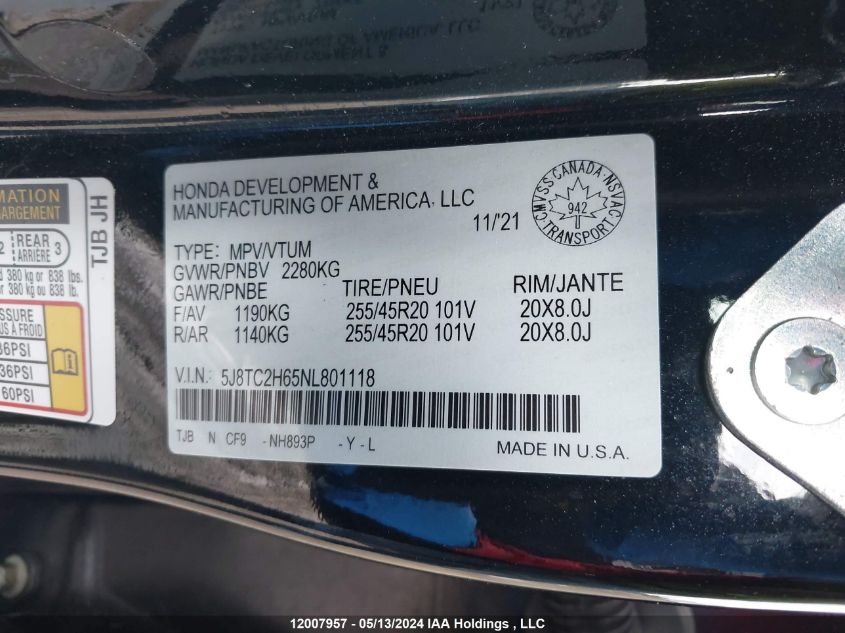 HONDA DEVELOPMENT &
MANUFACTURING OF AMERICA, LLC
11/'21
CMVSS·CANADA·NSVAC
942
TRANSPORT
TYPE: MPV/VTUM
GVWR/PNBV 2280KG
GAWR/PNBE TIRE/PNEU RIM/JANTE
F/AV 1190KG 255/45R20 101V 20X8.0J
R/AR 1140KG 255/45R20 101V 20X8.0J
V.I.N.: 5J8TC2H65NL801118
TJB N CF9 -NH893P -Y-L
MADE IN U.S.A.
TJB JH
REAR 3
ARRIÈRE
380 kg or 838 lbs.
380 kg ou 838 lb.
À FROID
36PSI
36PSI
60PSI
12007957 - 05/13/2024 IAA Holdings, LLC